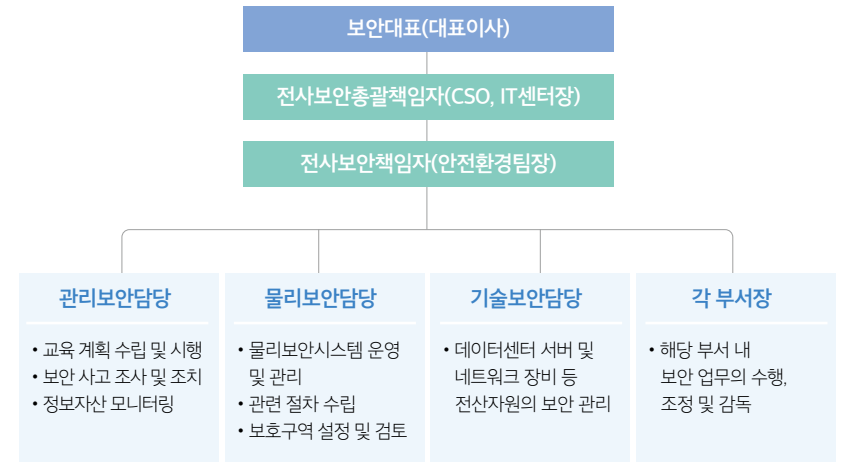 보안대표(대표이사)
전사보안총괄책임자(CSO, IT센터장)
전사보안책임자(안전환경팀장)
관리보안담당
• 교육 계획 수립 및 시행
• 보안 사고 조사 및 조치
• 정보자산 모니터링
물리보안담당
• 물리보안시스템 운영
및 관리
• 관련 절차 수립
• 보호구역 설정 및 검토
기술보안담당
• 데이터센터 서버 및
네트워크 장비 등
전산자원의 보안 관리
각 부서장
• 해당 부서 내
보안 업무의 수행,
조정 및 감독